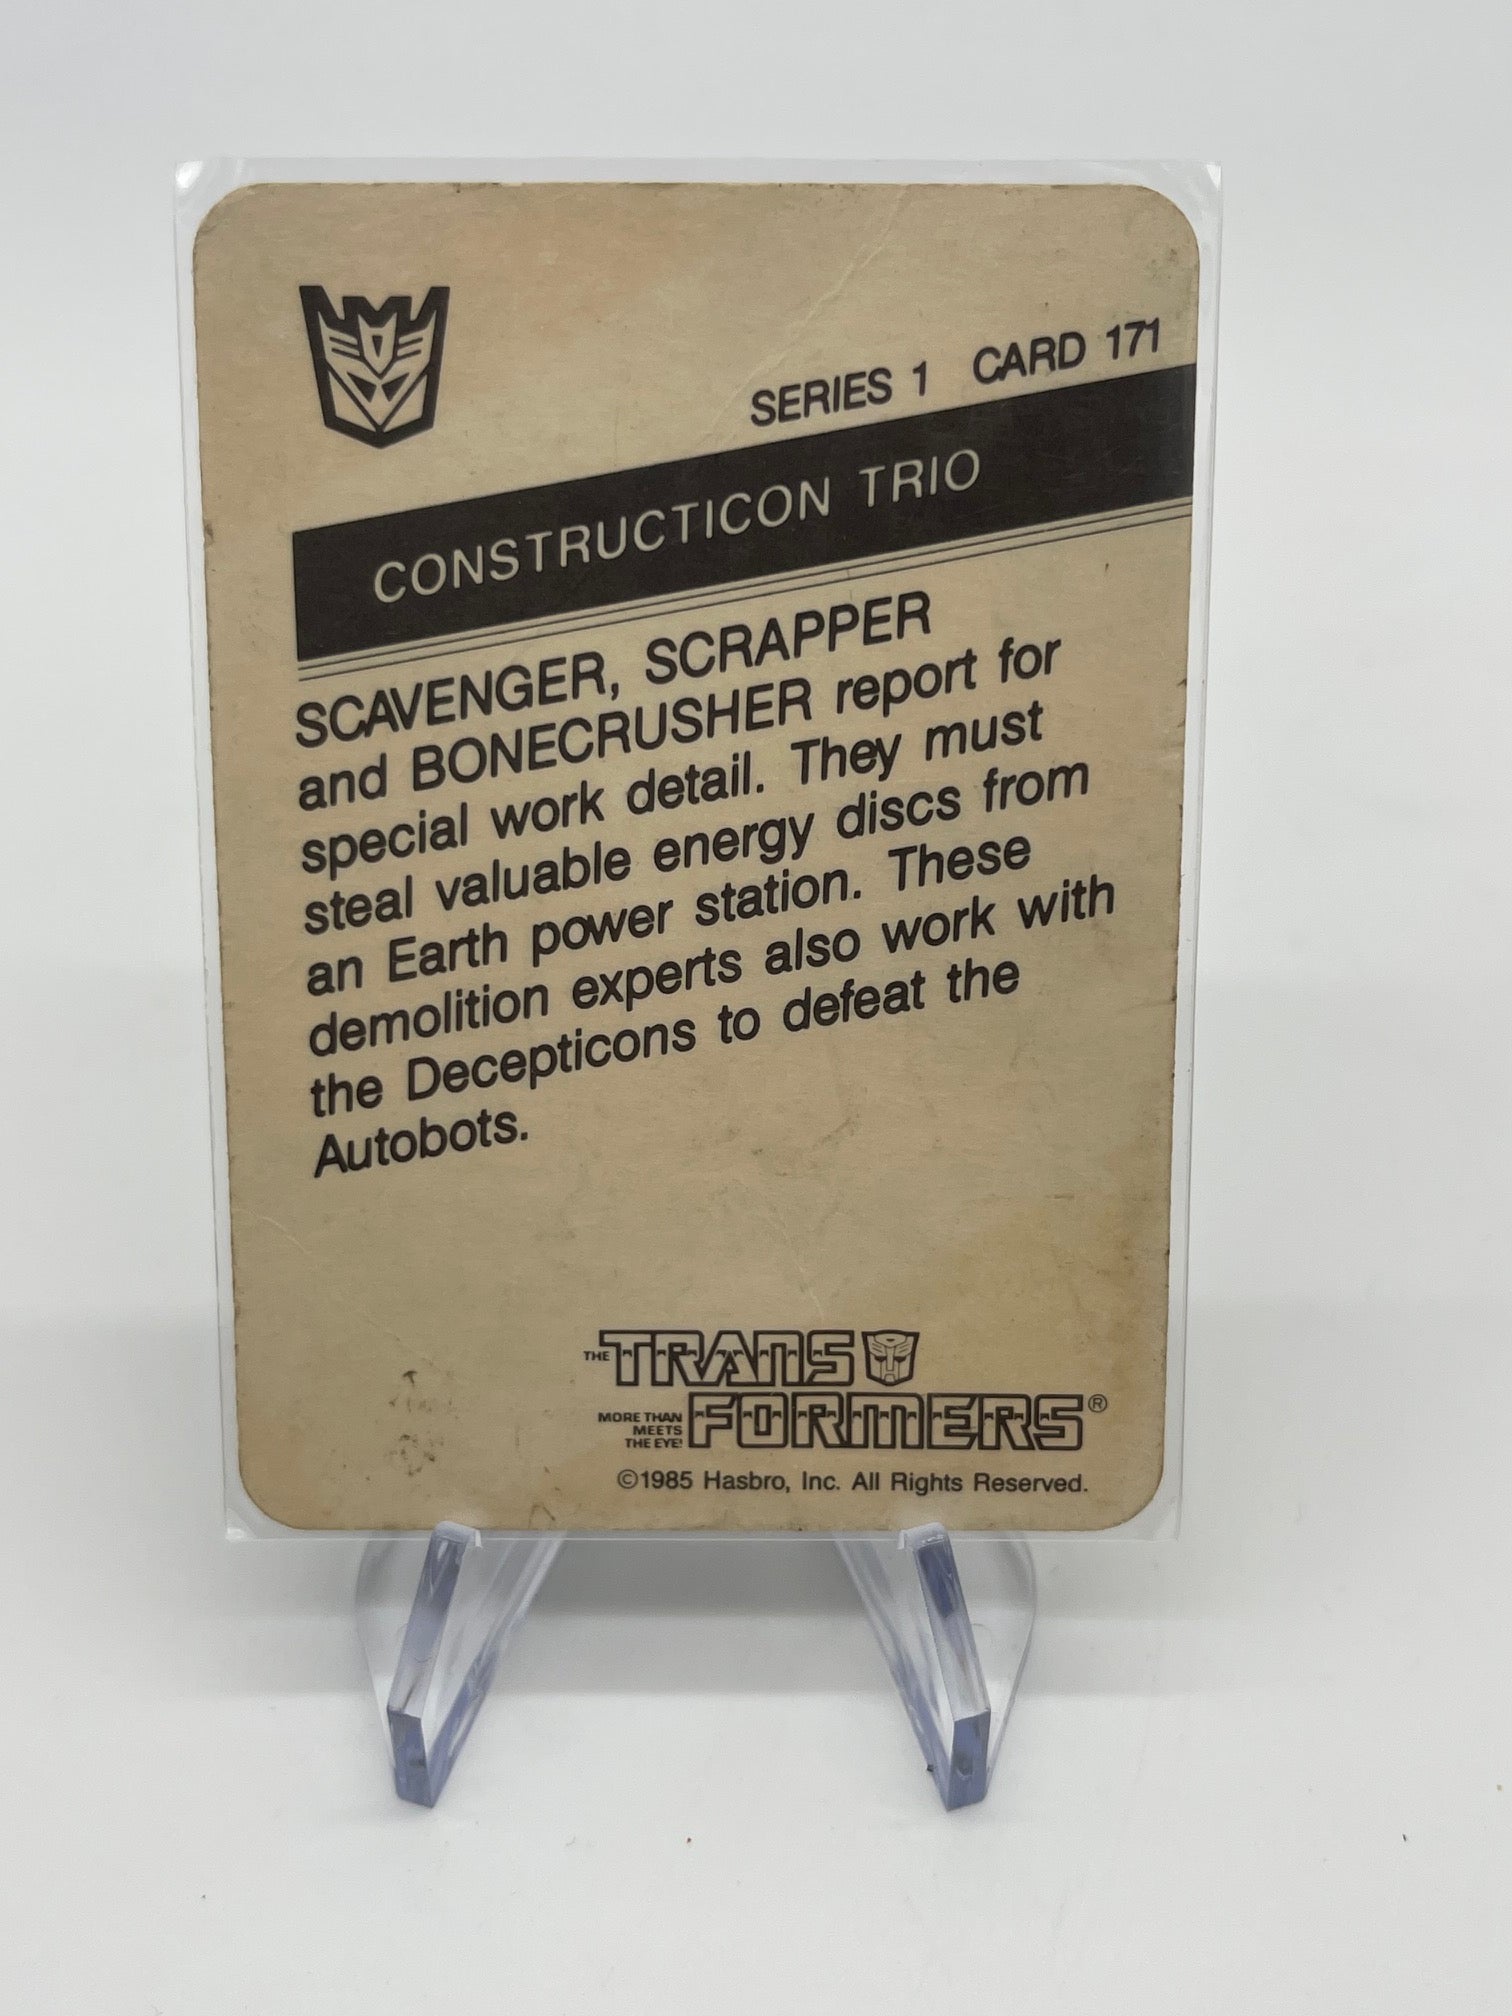 SERIES 1 CARD 171
CONSTRUCTICON TRIO
SCAVENGER, SCRAPPER
and BONECRUSHER report for
special work detail. They must
steal valuable energy discs from
an Earth power station. These
demolition experts also work with
the Decepticons to defeat the
Autobots.
THE TRANS
MORE THAN
MEETS
THE EYE!
FORMERS®
©1985 Hasbro, Inc. All Rights Reserved.